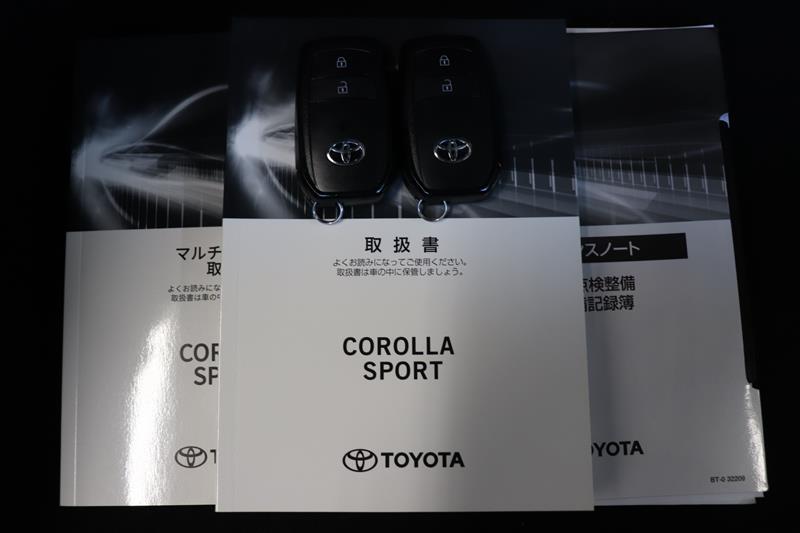 マルチ
取
よくお読みにな
取扱書は車の中
COR
SP
T
取扱書
よくお読みになってご使用ください。
取扱書は車の中に保管しましょう。
COROLLA
SPORT
TOYOTA
スノート
点検整備
記録簿
OYOTA
BT-0 32209